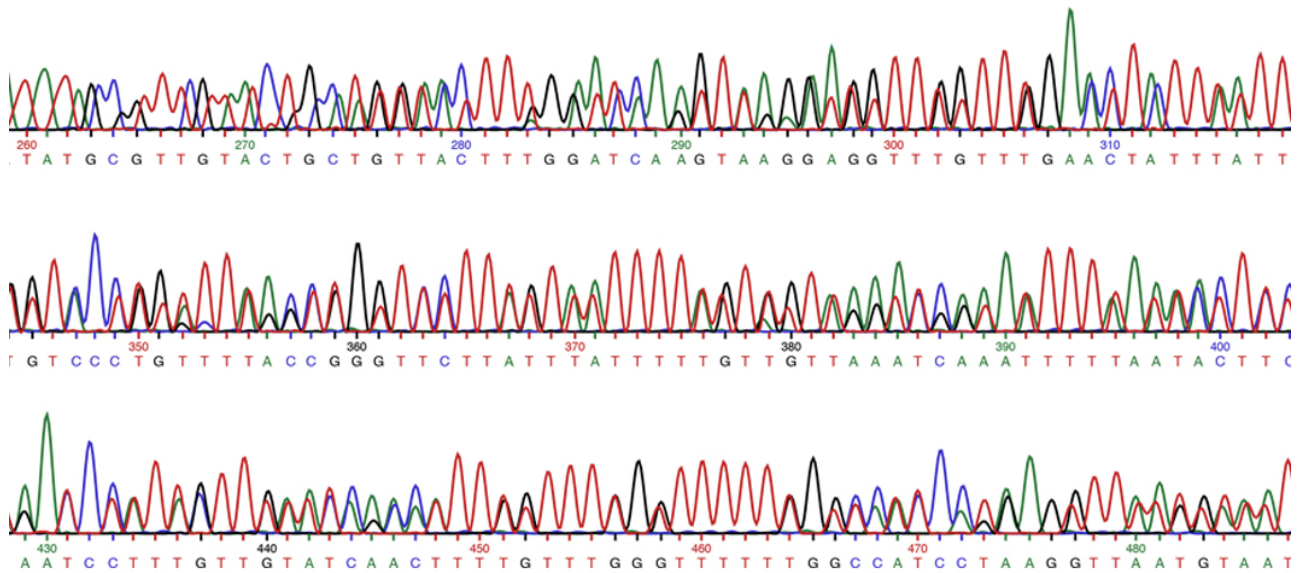 260 270 280 290 300 310
. T A T G C G T T G T A C T G C T G T T A C T T T G G A T C A A G T A A G G A G G T T T G T T T G A A C T A T T T A T T
350 360 370 380 390 400
T G T C C C T G T T T T A C C G G G T T C T T A T T T A T T T T T G T T G T T A A A T C A A A T T T T T A A T A C T T C
430 440 450 460 470 480
A A T C C T T T G T T G T A T C A A C T T T T G T T T G G G T T T T T T G G C C A T C C T A A G G T T A A T G T A A T